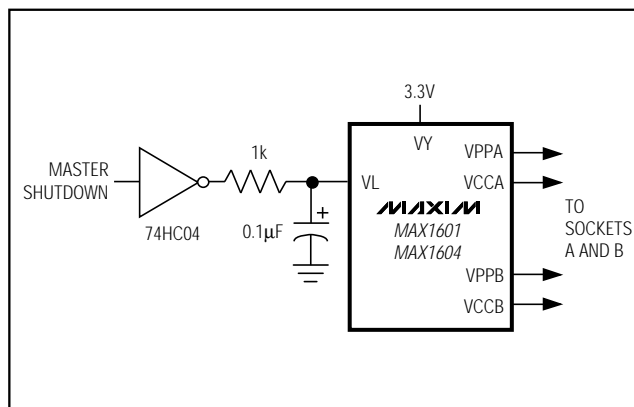 3.3V
VY
1k
MASTER
SHUTDOWN
74HC04
0.1µF
+
VL
MAXIM
MAX1601
MAX1604
VPPA
VCCA
VPPB
VCCB
TO
SOCKETS
A AND B